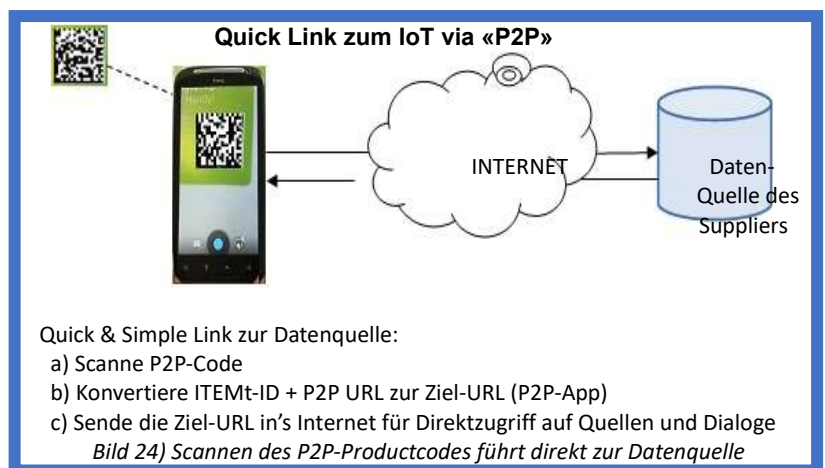 Quick Link zum IoT via «P2P»
INTERNET
Daten-
Quelle des
Suppliers
Quick & Simple Link zur Datenquelle:
a) Scanne P2P-Code
b) Konvertiere ITEMt-ID + P2P URL zur Ziel-URL (P2P-App)
c) Sende die Ziel-URL in's Internet für Direktzugriff auf Quellen und Dialoge
Bild 24) Scannen des P2P-Productcodes führt direkt zur Datenquelle